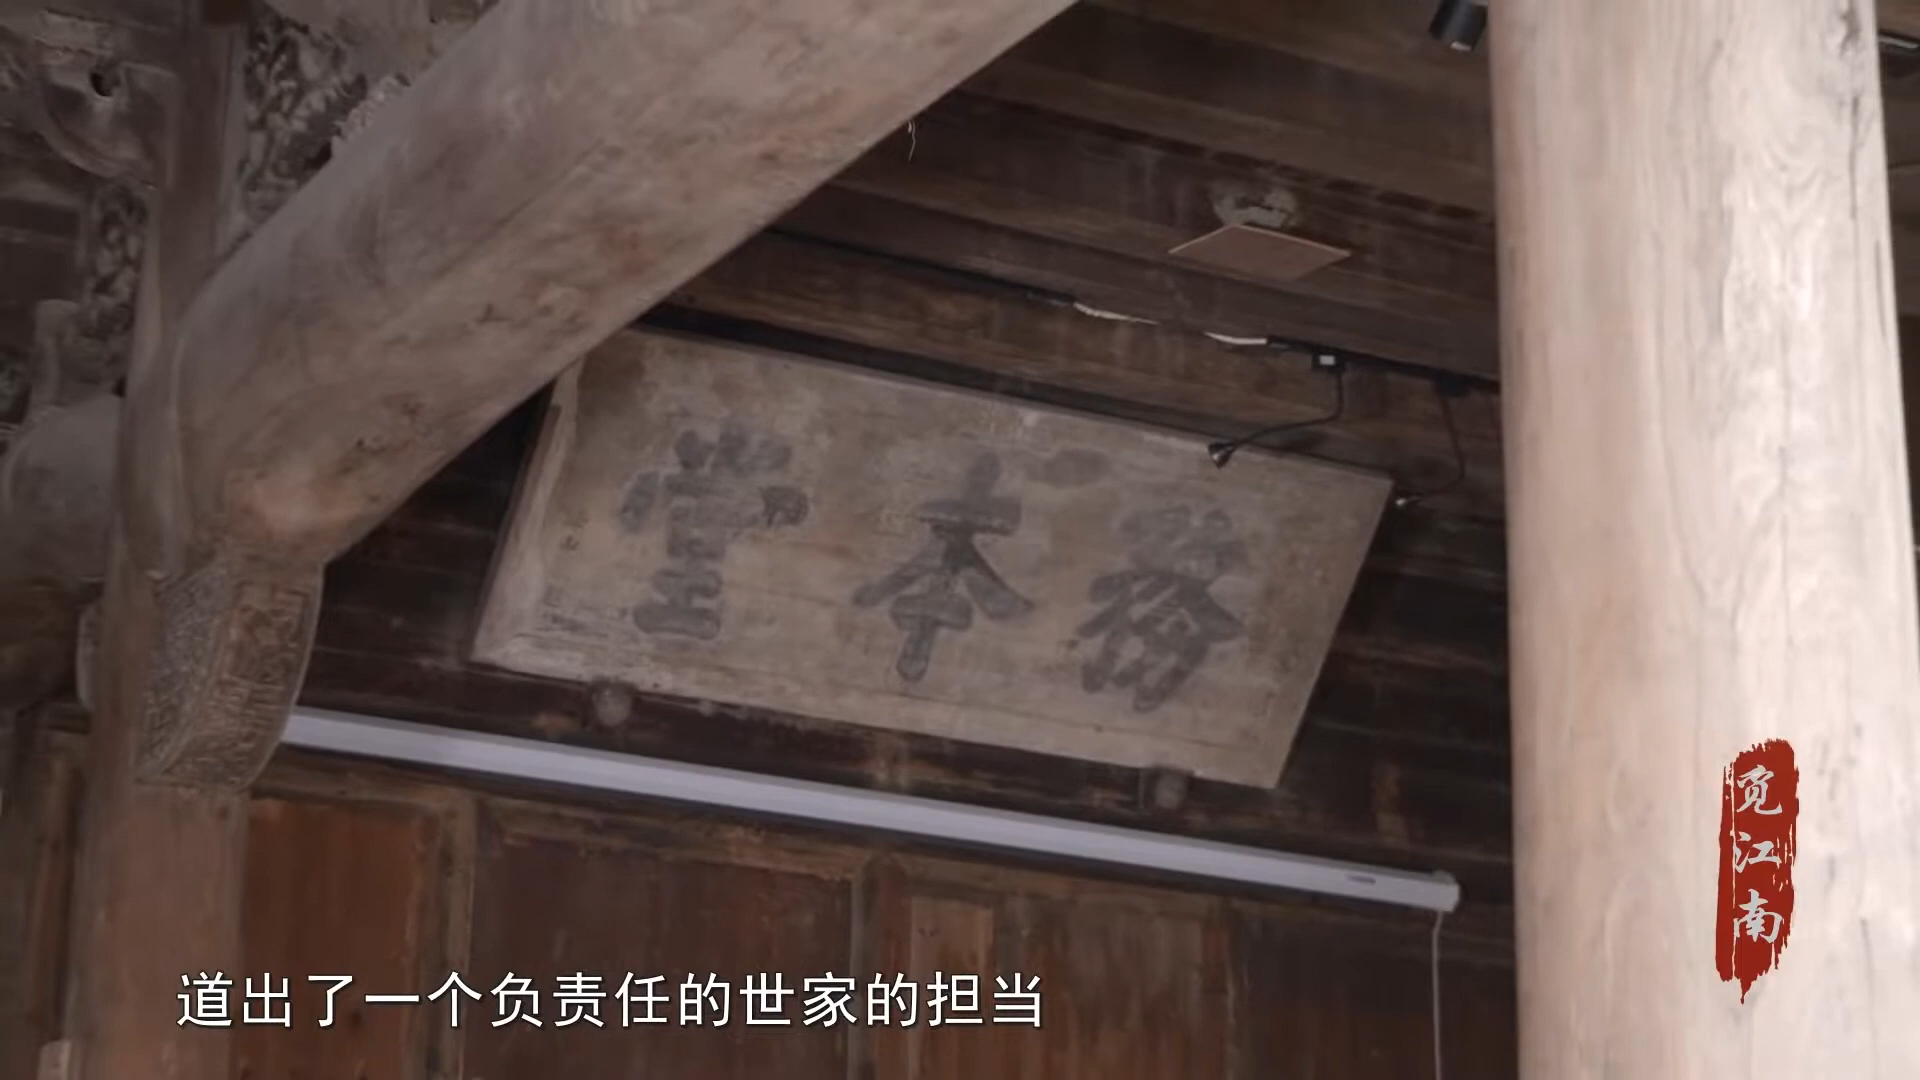 務本堂
觅江南
道出了一个负责任的世家的担当